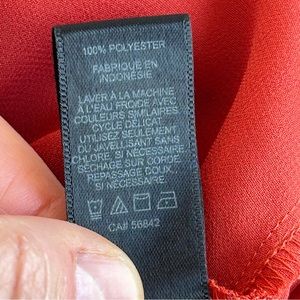 100% POLYESTER
FABRIQUÉ EN
INDONÉSIE
LAVER À LA MACHINE
À L'EAU FROIDE AVEC
COULEURS SIMILAIRES
CYCLE DÉLICAT
UTILISEZ SEULEMENT
DU JAVELLISANT SANS
CHLORE, SI NÉCESSAIRE
SÉCHAGE SUR CORDE
REPASSAGE DOUX,
SI NÉCESSAIRE
CA# 56842